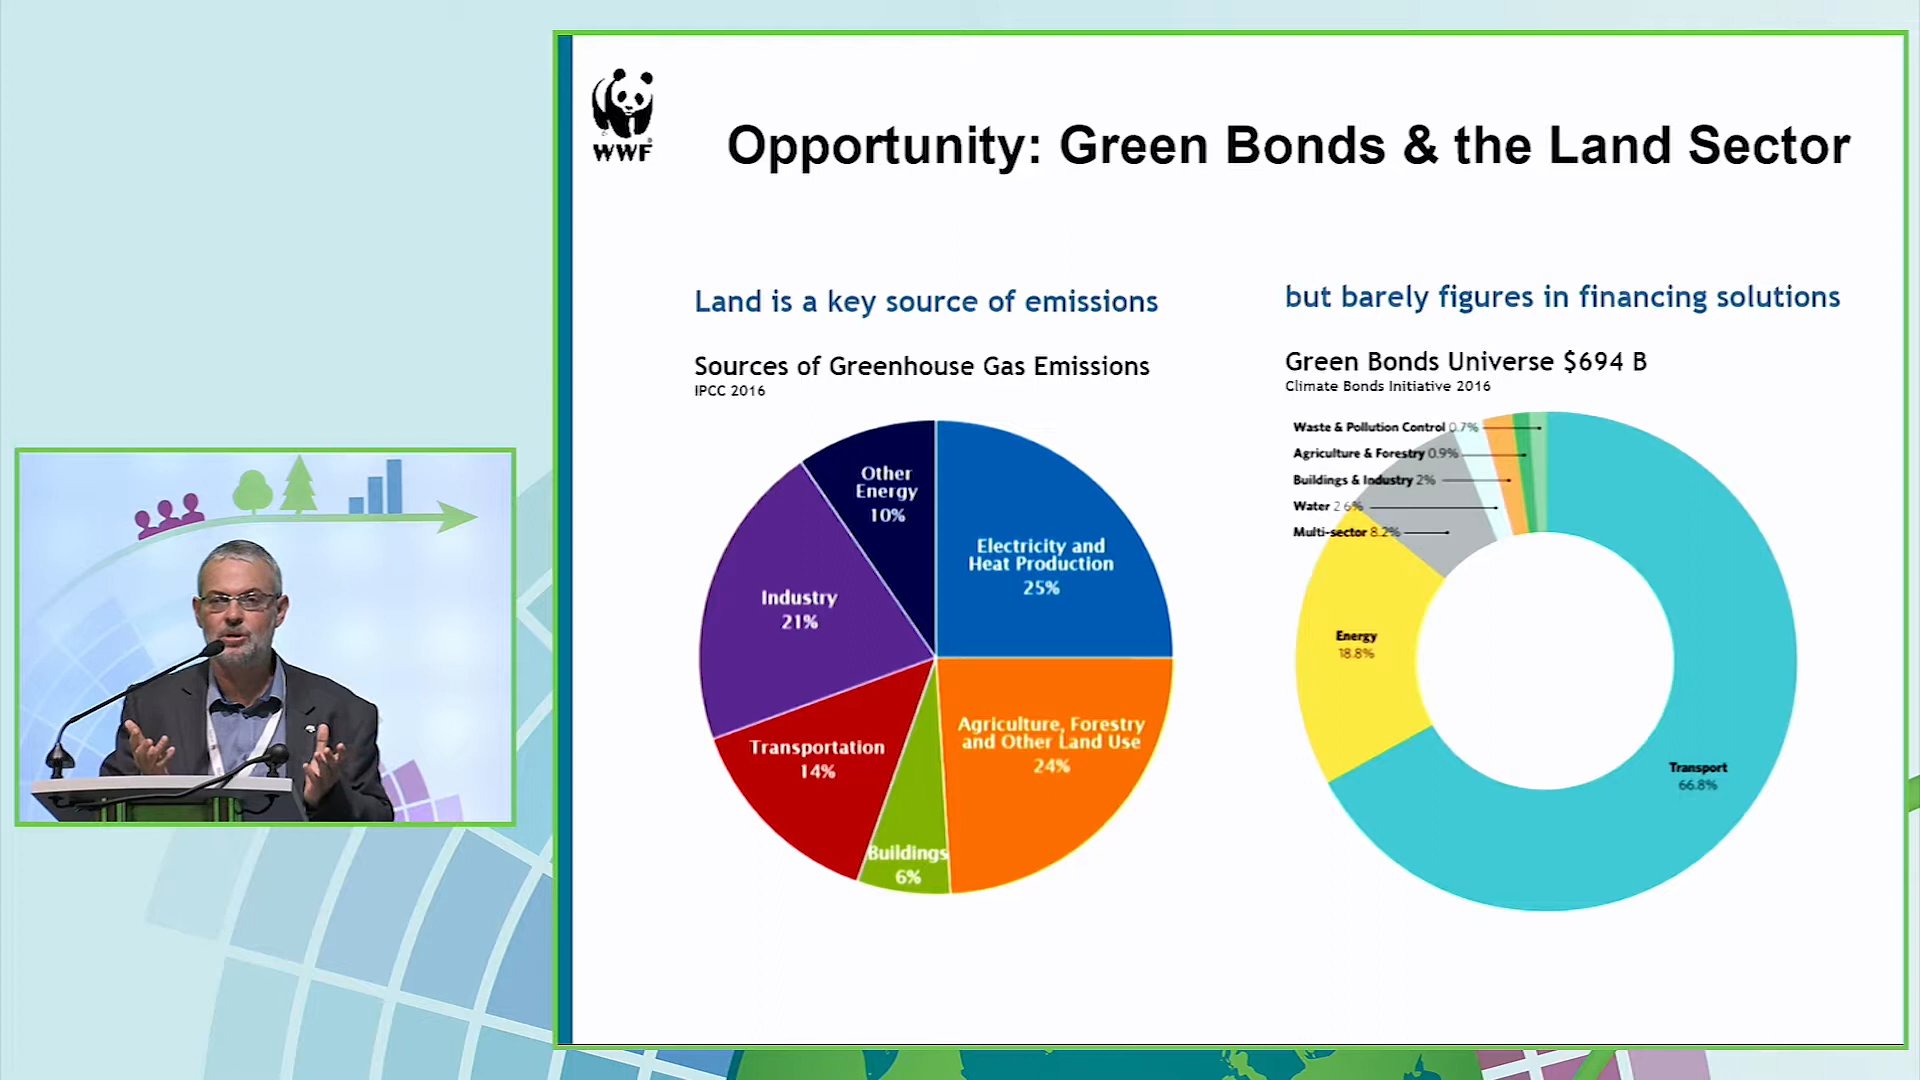 WWF
Opportunity: Green Bonds & the Land Sector
Land is a key source of emissions
Sources of Greenhouse Gas Emissions
IPCC 2016
Other
Energy
10%
Electricity and
Heat Production
25%
Industry
21%
Agriculture, Forestry
and Other Land Use
24%
Transportation
14%
Buildings
6%
but barely figures in financing solutions
Green Bonds Universe $694 B
Climate Bonds Initiative 2016
Waste & Pollution Control 0.7%
Agriculture & Forestry 0.9%
Buildings & Industry 2%
Water 2.6%
Multi-sector 8.2%
Energy
18.8%
Transport
66.8%